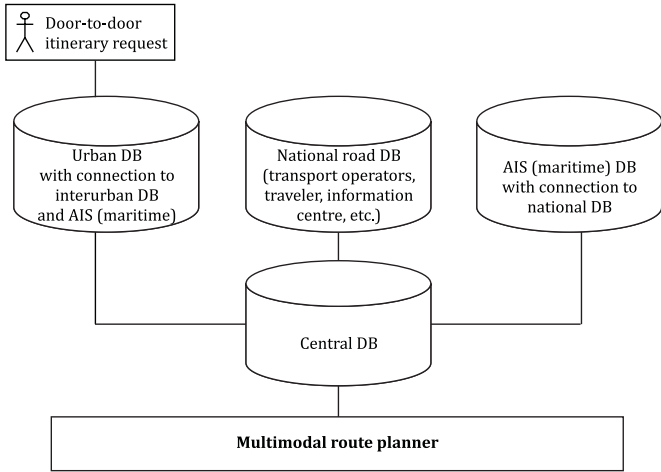 Door-to-door
itinerary request
Urban DB
with connection to
interurban DB
and AIS (maritime)
National road DB
(transport operators,
traveler, information
centre, etc.)
AIS (maritime) DB
with connection to
national DB
Central DB
Multimodal route planner